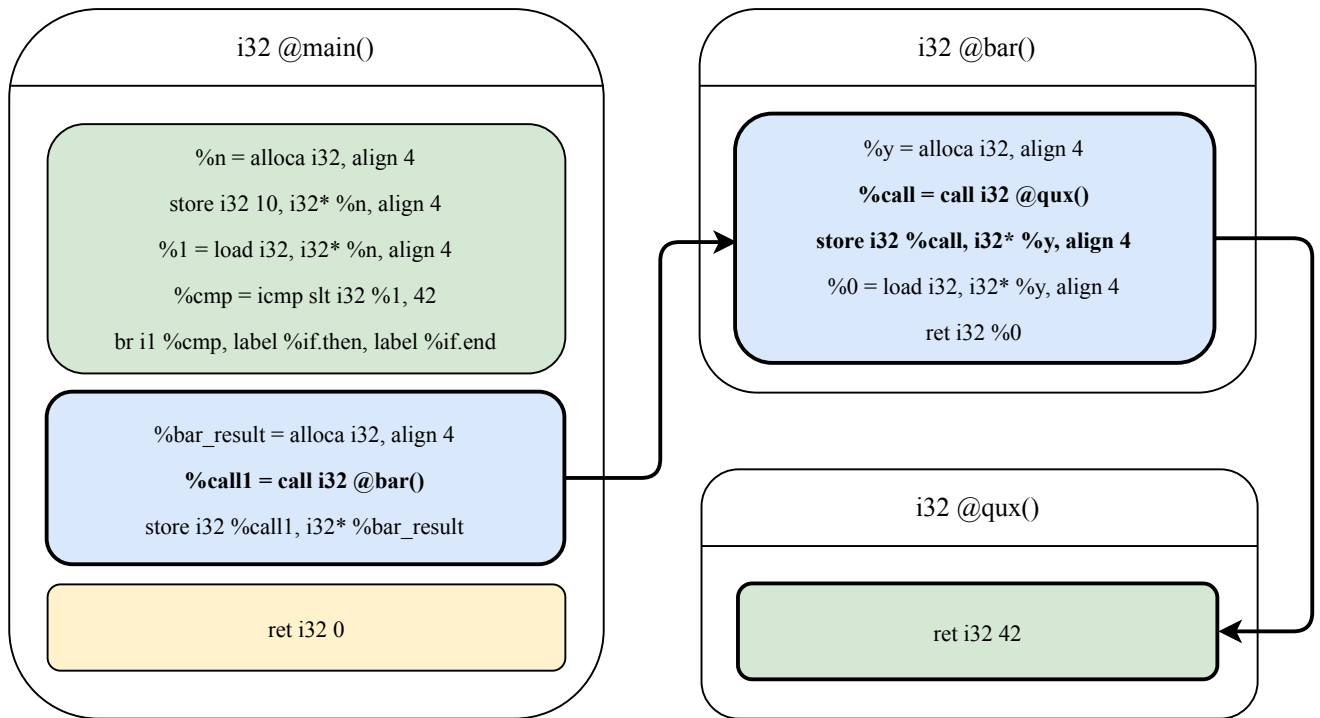 i32 @main()
%n = alloca i32, align 4
store i32 10, i32* %n, align 4
%1 = load i32, i32* %n, align 4
%cmp = icmp slt i32 %1, 42
br i1 %cmp, label %if.then, label %if.end
%bar_result = alloca i32, align 4
%call1 = call i32 @bar()
store i32 %call1, i32* %bar_result
ret i32 0
i32 @bar()
%y = alloca i32, align 4
%call = call i32 @qux()
store i32 %call, i32* %y, align 4
%0 = load i32, i32* %y, align 4
ret i32 %0
i32 @qux()
ret i32 42